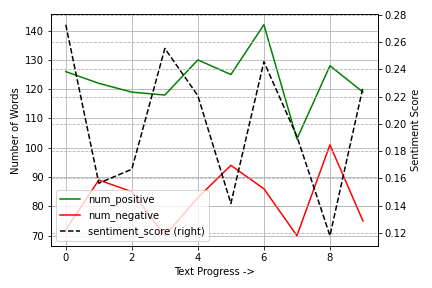 0.28
140
0.26
130
0.24
120
0.22
110
0.20
100
0.18
90
0.16
80
0.14
70
0.12
Number of Words
Sentiment Score
num_positive
num_negative
sentiment_score (right)
0 2 4 6 8
Text Progress ->